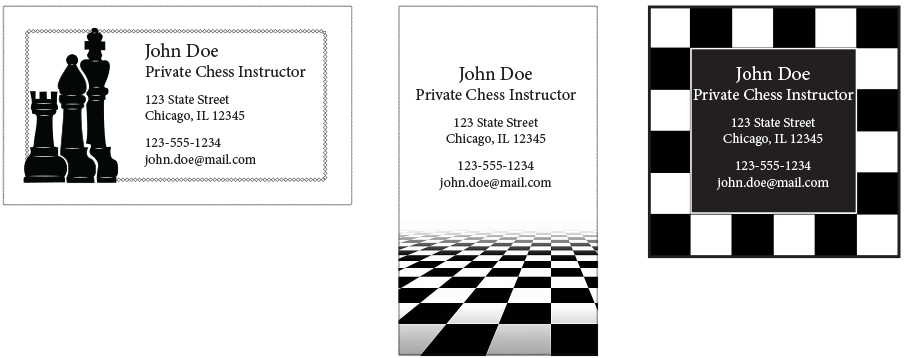 John Doe
Private Chess Instructor
123 State Street
Chicago, IL 12345
123-555-1234
john.doe@mail.com
John Doe
Private Chess Instructor
123 State Street
Chicago, IL 12345
123-555-1234
john.doe@mail.com
John Doe
Private Chess Instructor
123 State Street
Chicago, IL 12345
123-555-1234
john.doe@mail.com